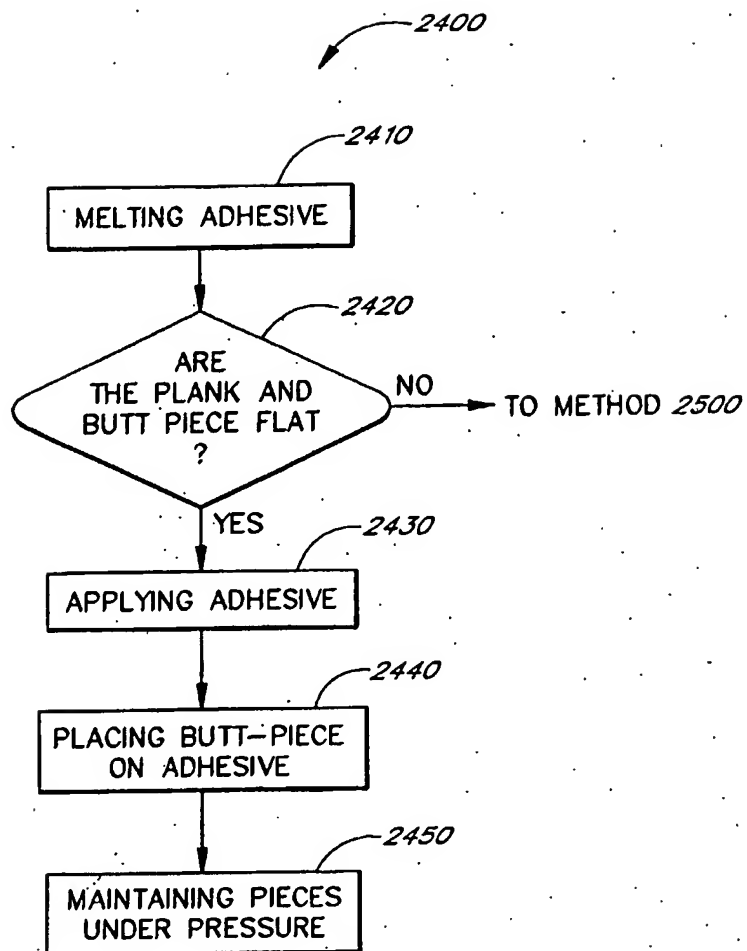 2400
2410
MELTING ADHESIVE
2420
ARE
THE PLANK AND
BUTT PIECE FLAT
?
NO
TO METHOD 2500
YES
2430
APPLYING ADHESIVE
2440
PLACING BUTT-PIECE
ON ADHESIVE
2450
MAINTAINING PIECES
UNDER PRESSURE